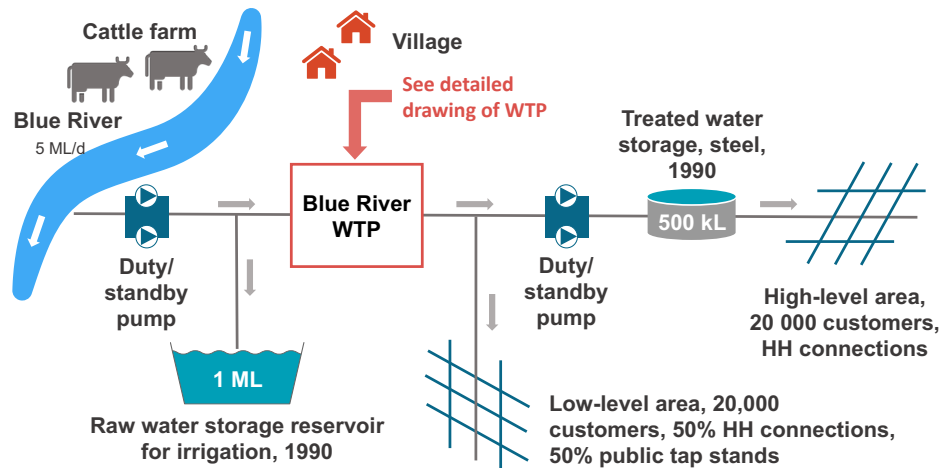 Cattle farm
Village
See detailed
drawing of WTP
Blue River
5 ML/d
Treated water
storage, steel,
1990
Blue River
WTP
500 kL
Duty/
standby
pump
Duty/
standby
pump
High-level area,
20 000 customers,
HH connections
1 ML
Raw water storage reservoir
for irrigation, 1990
Low-level area, 20,000
customers, 50% HH connections,
50% public tap stands